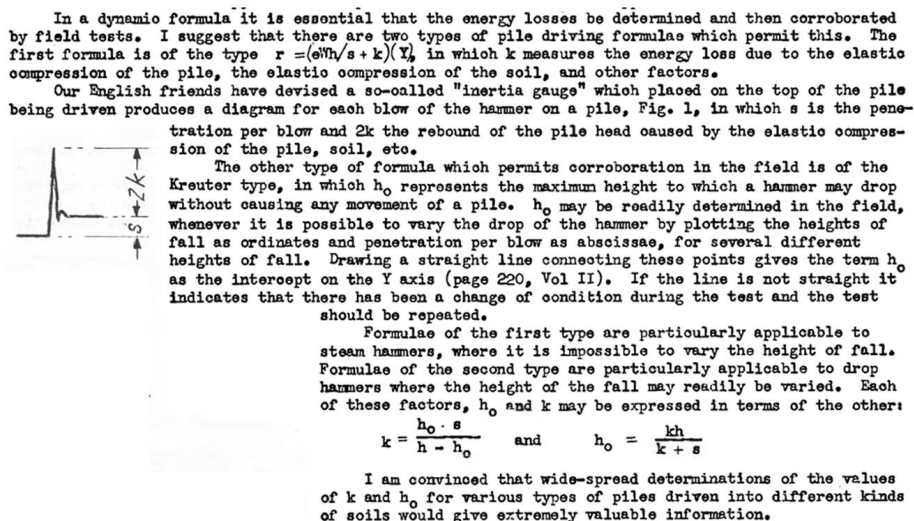 In a dynamic formula it is essential that the energy losses be determined and then corroborated
by field tests. I suggest that there are two types of pile driving formulae which permit this. The
first formula is of the type r =(eWh/s + k)(Y), in which k measures the energy loss due to the elastic
compression of the pile, the elastic compression of the soil, and other factors.
Our English friends have devised a so-called "inertia gauge" which placed on the top of the pile
being driven produces a diagram for each blow of the hammer on a pile, Fig. 1, in which s is the pene-
tration per blow and 2k the rebound of the pile head caused by the elastic compres-
sion of the pile, soil, etc.
The other type of formula which permits corroboration in the field is of the
Kreuter type, in which h₀ represents the maximum height to which a hammer may drop
without causing any movement of a pile. h₀ may be readily determined in the field,
whenever it is possible to vary the drop of the hammer by plotting the heights of
fall as ordinates and penetration per blow as abscissae, for several different
heights of fall. Drawing a straight line connecting these points gives the term h₀
as the intercept on the Y axis (page 220, Vol II). If the line is not straight it
indicates that there has been a change of condition during the test and the test
should be repeated.
S 2k
Formulae of the first type are particularly applicable to
steam hammers, where it is impossible to vary the height of fall.
Formulae of the second type are particularly applicable to drop
hammers where the height of the fall may readily be varied. Each
of these factors, h₀ and k may be expressed in terms of the other:
k = h₀ · s / h - h₀ and h₀ = kh / k + s
I am convinced that wide-spread determinations of the values
of k and h₀ for various types of piles driven into different kinds
of soils would give extremely valuable information.